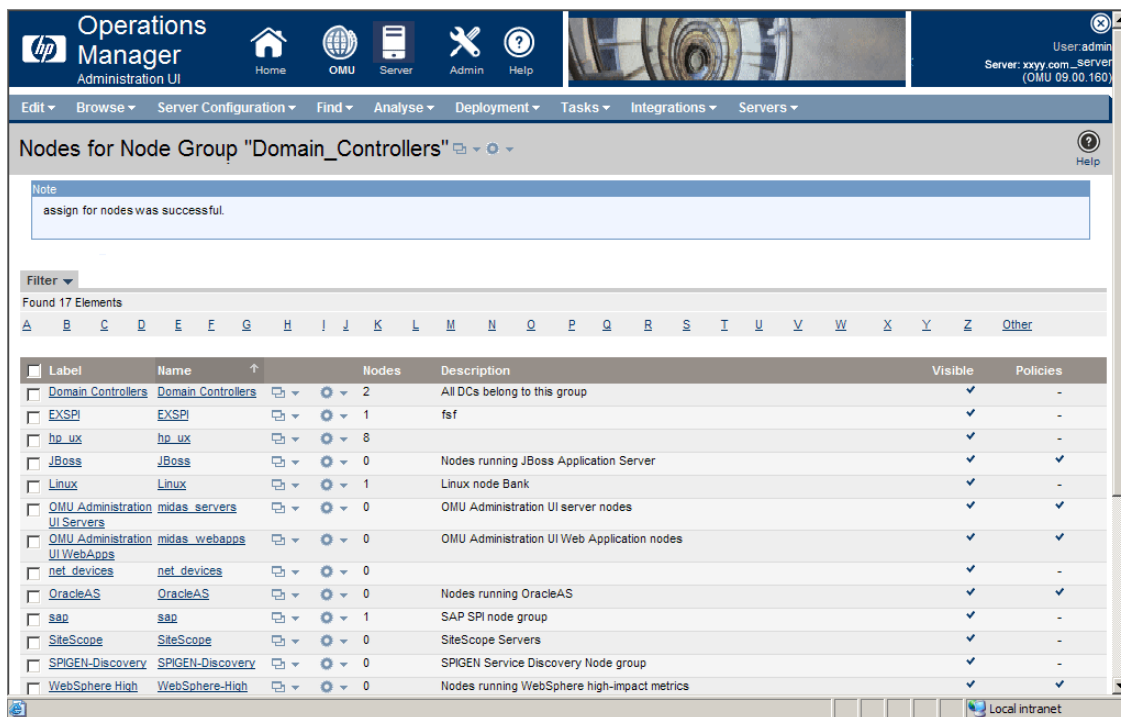 Operations
Manager
Administration UI
hp
Home
OMU
Server
Admin
Help
User:admin
Server: xxyy.com_server
(OMU 09.00.160)
Edit Browse Server Configuration Find Analyse Deployment Tasks Integrations Servers
Nodes for Node Group "Domain_Controllers"
Help
Note
assign for nodes was successful.
Filter
Found 17 Elements
A B C D E F G H I J K L M N O P Q R S T U V W X Y Z Other
Label Name Nodes Description Visible Policies
Domain Controllers Domain Controllers 2 All DCs belong to this group -
EXSPI EXSPI 1 fsf -
hp_ux hp_ux 8 -
JBoss JBoss 0 Nodes running JBoss Application Server
Linux Linux 1 Linux node Bank -
OMU Administration midas_servers 0 OMU Administration UI server nodes
UI Servers
OMU Administration midas_webapps 0 OMU Administration UI Web Application nodes
UI WebApps
net_devices net_devices 0 -
OracleAS OracleAS 0 Nodes running OracleAS
sap sap 1 SAP SPI node group -
SiteScope SiteScope 0 SiteScope Servers -
SPIGEN-Discovery SPIGEN-Discovery 0 SPIGEN Service Discovery Node group -
WebSphere High WebSphere-High 0 Nodes running WebSphere high-impact metrics
Local intranet